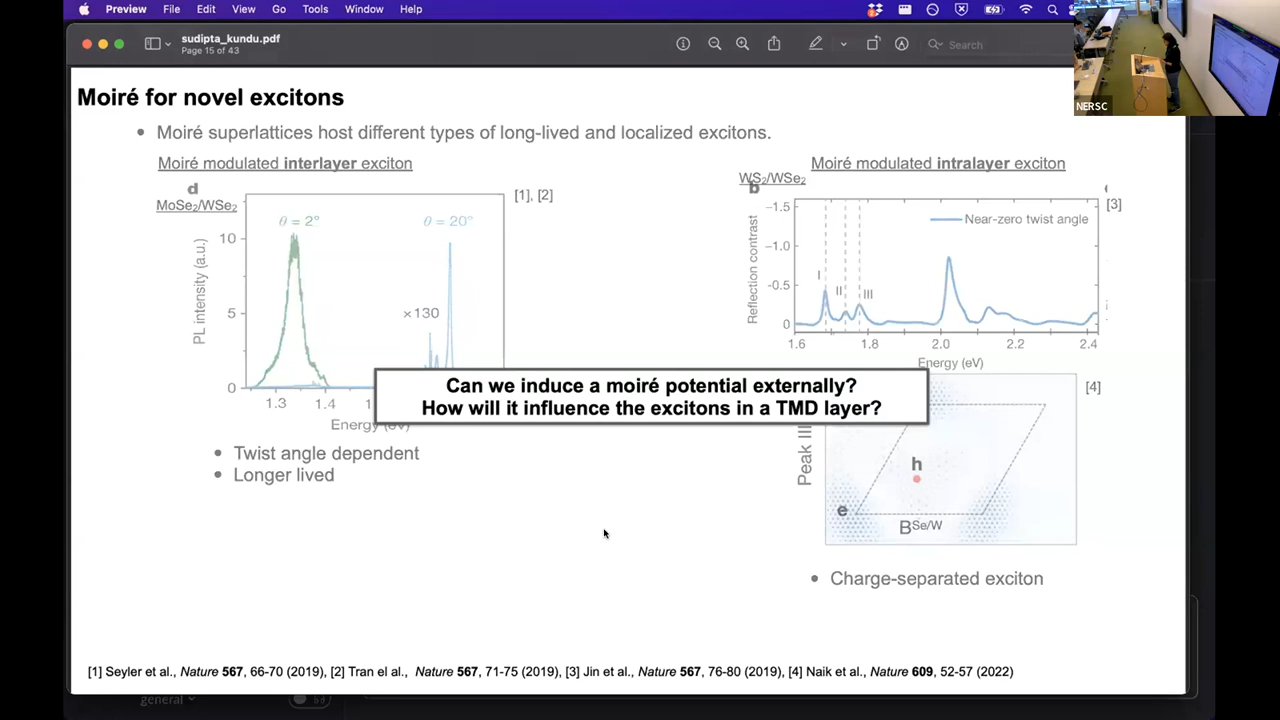 Preview File Edit View Go Tools Window Help
sudipta_kundu.pdf
Page 15 of 43
Search
NERSC
Moiré for novel excitons
• Moiré superlattices host different types of long-lived and localized excitons.
Moiré modulated interlayer exciton
d
MoSe₂/WSe₂
[1], [2]
θ = 2°
θ = 20°
×130
PL intensity (a.u.)
10
5
0
1.3 1.4
Energy (eV)
• Twist angle dependent
• Longer lived
Moiré modulated intralayer exciton
WS₂/WSe₂
b
[3]
Near-zero twist angle
Reflection contrast
−1.5
−1.0
−0.5
0
I
II
III
1.6 1.8 2.0 2.2 2.4
Energy (eV)
Can we induce a moiré potential externally?
How will it influence the excitons in a TMD layer?
[4]
Peak III
h
e
B^Se/W
• Charge-separated exciton
[1] Seyler et al., Nature 567, 66-70 (2019), [2] Tran el al., Nature 567, 71-75 (2019), [3] Jin et al., Nature 567, 76-80 (2019), [4] Naik et al., Nature 609, 52-57 (2022)
general